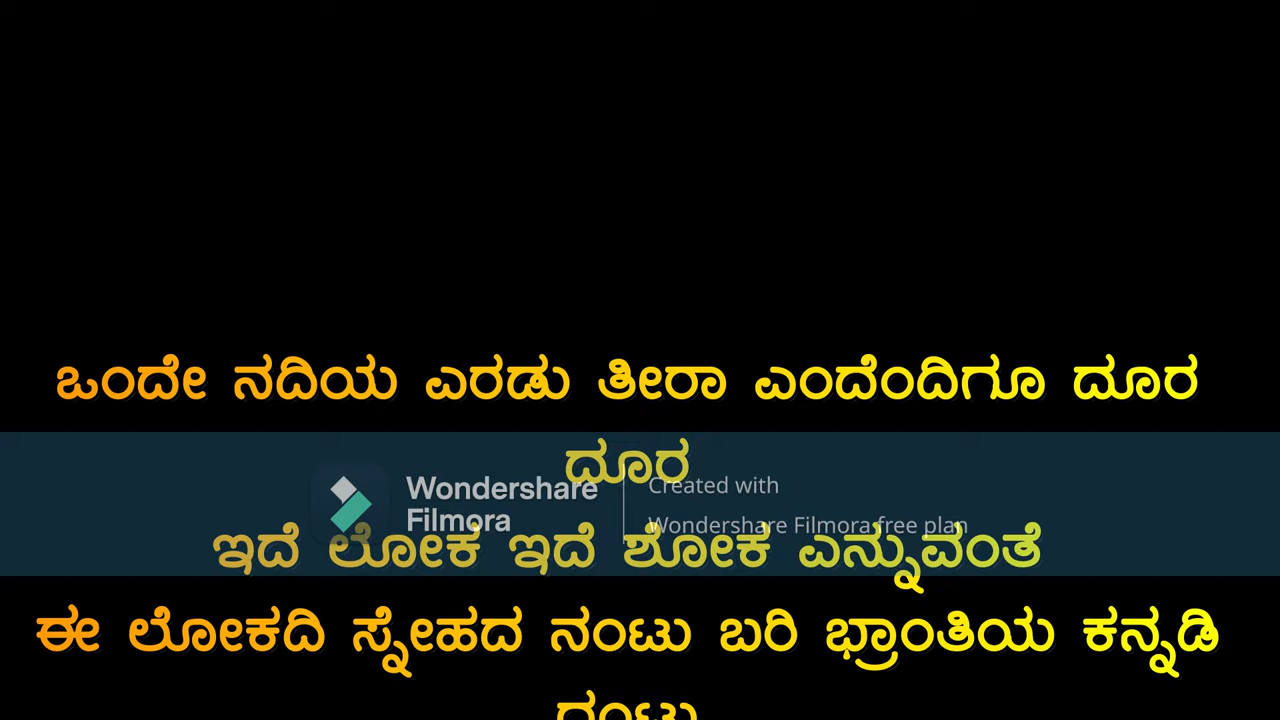 ಒಂದೇ ನದಿಯ ಎರಡು ತೀರಾ ಎಂದೆಂದಿಗೂ ದೂರ
ದೂರ
Wondershare
Filmora
Created with
Wondershare Filmora free plan
ಇದೆ ಲೋಕ ಇದೆ ಶೋಕ ಎನ್ನುವಂತೆ
ಈ ಲೋಕದಿ ಸ್ನೇಹದ ನಂಟು ಬರಿ ಭ್ರಾಂತಿಯ ಕನ್ನಡಿ